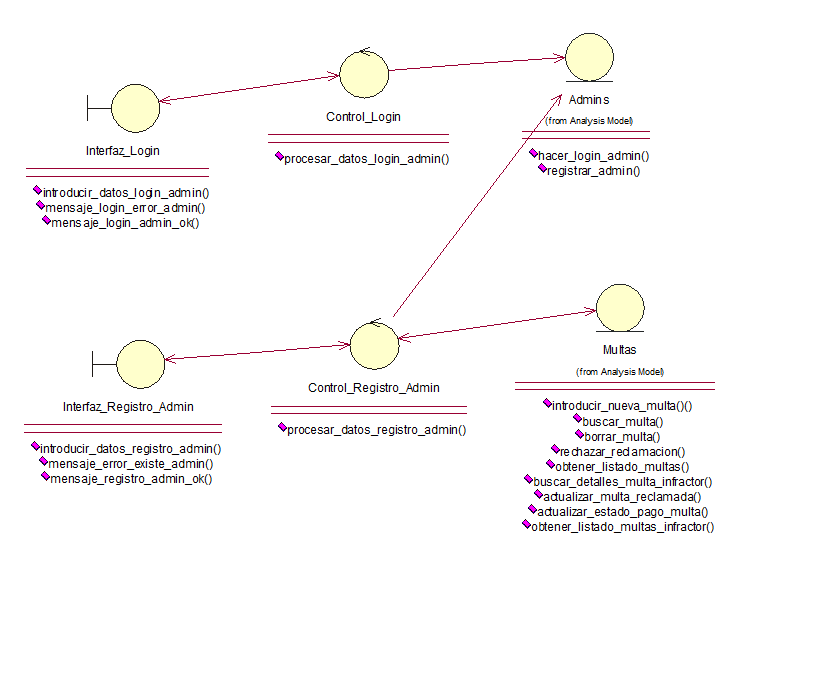 Interfaz_Login
introducir_datos_login_admin()
mensaje_login_error_admin()
mensaje_login_admin_ok()
Control_Login
procesar_datos_login_admin()
Admins
(from Analysis Model)
hacer_login_admin()
registrar_admin()
Interfaz_Registro_Admin
introducir_datos_registro_admin()
mensaje_error_existe_admin()
mensaje_registro_admin_ok()
Control_Registro_Admin
procesar_datos_registro_admin()
Multas
(from Analysis Model)
introducir_nueva_multa()()
buscar_multa()
borrar_multa()
rechazar_reclamacion()
obtener_listado_multas()
buscar_detalles_multa_infractor()
actualizar_multa_reclamada()
actualizar_estado_pago_multa()
obtener_listado_multas_infractor()